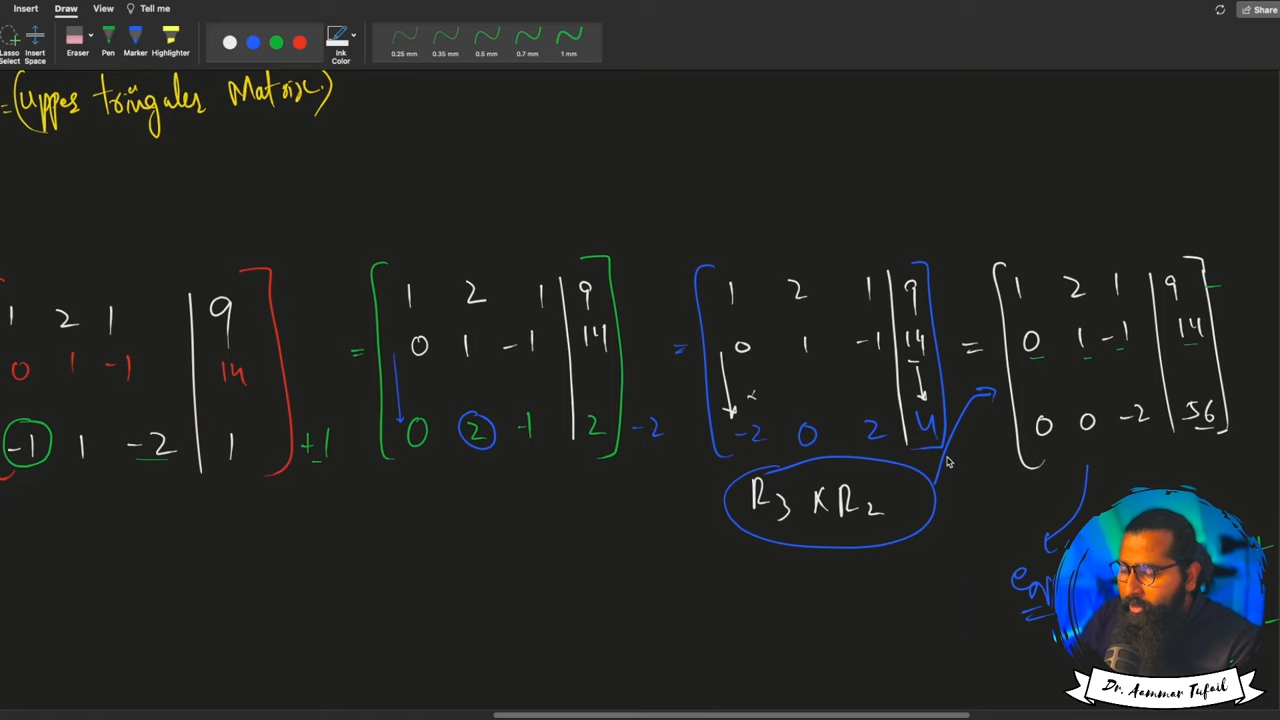 Insert Draw View Tell me
Share
Lasso Select
Insert Space
Eraser
Pen
Marker
Highlighter
Ink Color
0.25 mm 0.35 mm 0.5 mm 0.7 mm 1 mm
=(Upper triangular Matrix.)
1 2 1 | 9
0 1 -1 14
-1 1 -2 | 1 +1
= 1 2 1 | 9
0 1 -1 | 14
0 2 -1 | 2 -2
= 1 2 1 | 9
0 1 -1 | 14
-2 0 2 | 4
R3 X R2
= 1 2 1 | 9
0 1 -1 | 14
0 0 -2 | 56
Dr. Aammar Tufail